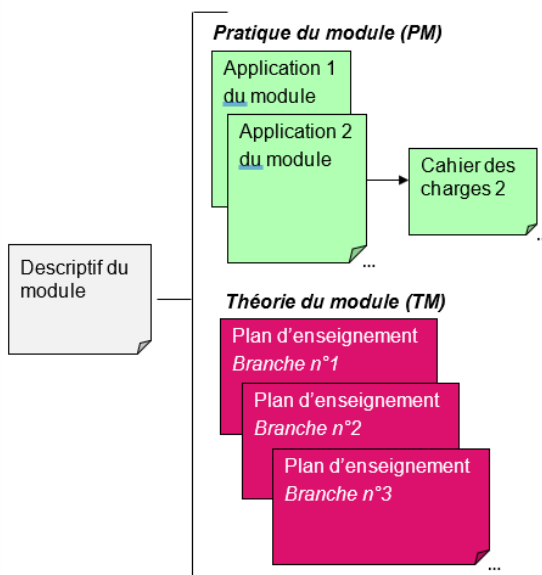 Pratique du module (PM)
Application 1
du module
Application 2
du module
...
Cahier des
charges 2
..
Descriptif du
module
Théorie du module (TM)
Plan d’enseignement
Branche n°1
Plan d’enseignement
Branche n°2
Plan d’enseignement
Branche n°3
...